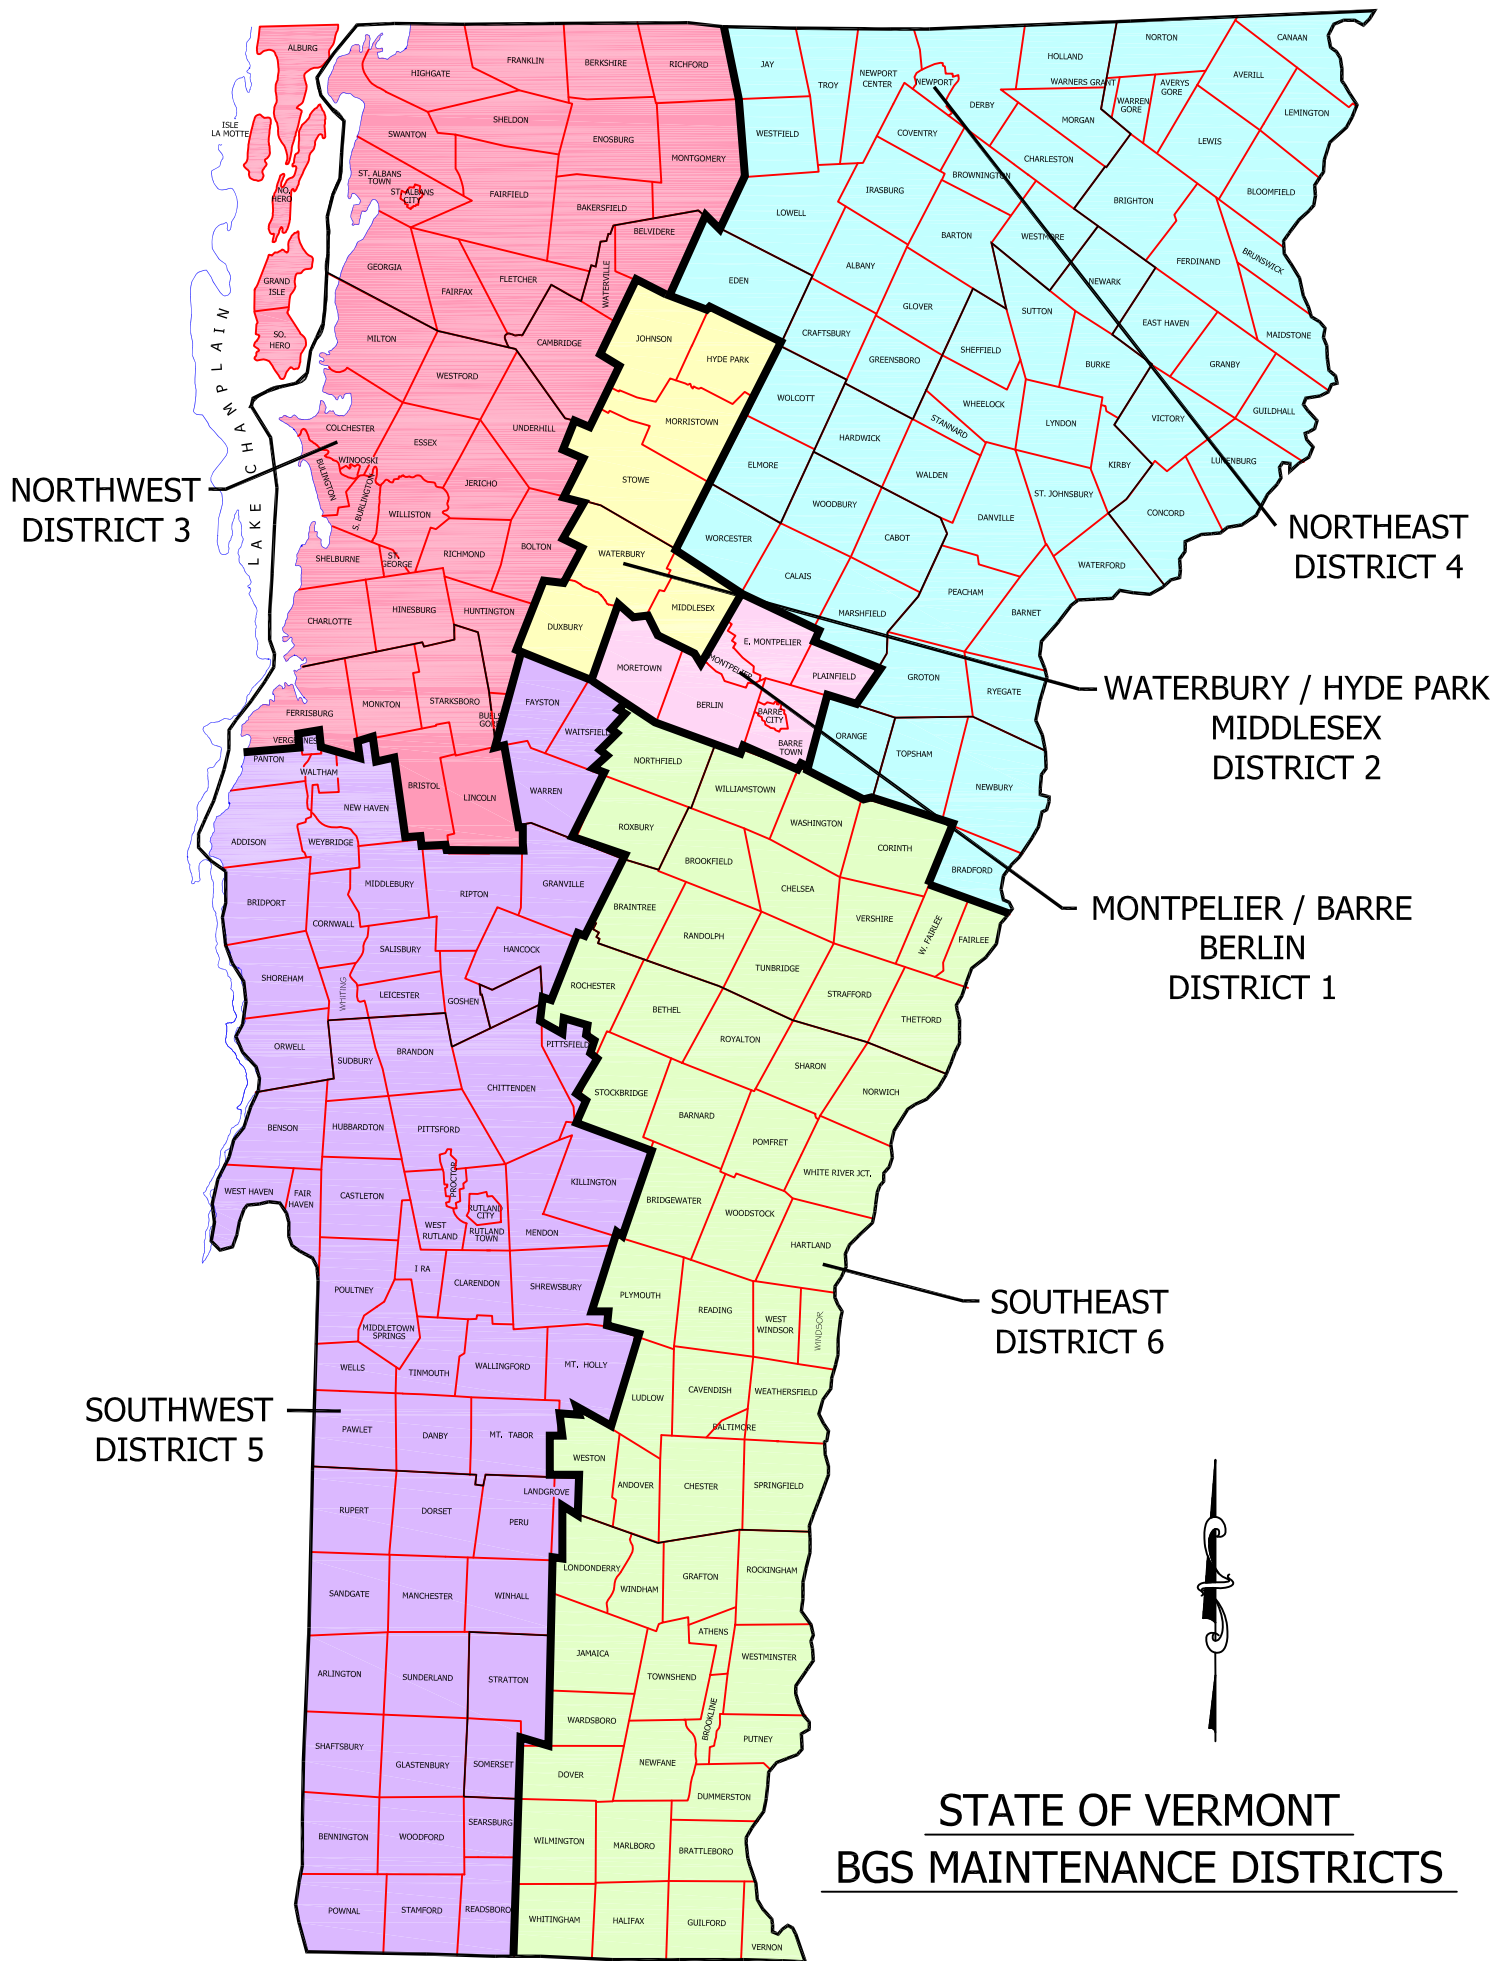 ALBURG
ISLE
LA MOTTE
NO.
HERO
GRAND
ISLE
SO.
HERO
HIGHGATE
FRANKLIN
BERKSHIRE
RICHFORD
SWANTON
SHELDON
ENOSBURG
MONTGOMERY
ST. ALBANS
TOWN
ST. ALBANS
CITY
FAIRFIELD
BAKERSFIELD
BELVIDERE
WATERVILLE
GEORGIA
FAIRFAX
FLETCHER
CAMBRIDGE
MILTON
WESTFORD
UNDERHILL
COLCHESTER
ESSEX
WINOOSKI
BULINGTON
S. BURLINGTON
WILLISTON
JERICHO
SHELBURNE
ST.
GEORGE
RICHMOND
BOLTON
CHARLOTTE
HINESBURG
HUNTINGTON
FERRISBURG
MONKTON
STARKSBORO
BUELS
GORE
VERGENNES
BRISTOL
LINCOLN
LAKE CHAMPLAIN
NORTHWEST
DISTRICT 3
JAY
TROY
NEWPORT
CENTER
NEWPORT
DERBY
HOLLAND
NORTON
CANAAN
WARNERS GRANT
WARREN
GORE
AVERYS
GORE
AVERILL
LEMINGTON
WESTFIELD
COVENTRY
MORGAN
CHARLESTON
LEWIS
BLOOMFIELD
LOWELL
IRASBURG
BROWNINGTON
BRIGHTON
BARTON
WESTMORE
FERDINAND
BRUNSWICK
EDEN
ALBANY
NEWARK
GLOVER
SUTTON
EAST HAVEN
MAIDSTONE
CRAFTSBURY
GREENSBORO
SHEFFIELD
BURKE
GRANBY
WOLCOTT
WHEELOCK
STANNARD
LYNDON
VICTORY
GUILDHALL
ELMORE
HARDWICK
WALDEN
KIRBY
LUNENBURG
WOODBURY
ST. JOHNSBURY
CONCORD
WORCESTER
CABOT
DANVILLE
WATERFORD
CALAIS
MARSHFIELD
PEACHAM
BARNET
GROTON
RYEGATE
ORANGE
TOPSHAM
NEWBURY
BRADFORD
NORTHEAST
DISTRICT 4
JOHNSON
HYDE PARK
MORRISTOWN
STOWE
WATERBURY
MIDDLESEX
DUXBURY
WATERBURY / HYDE PARK
MIDDLESEX
DISTRICT 2
E. MONTPELIER
MORETOWN
MONTPELIER
PLAINFIELD
BERLIN
BARRE
CITY
BARRE
TOWN
MONTPELIER / BARRE
BERLIN
DISTRICT 1
FAYSTON
WAITSFIELD
WARREN
PANTON
WALTHAM
NEW HAVEN
ADDISON
WEYBRIDGE
MIDDLEBURY
RIPTON
GRANVILLE
BRIDPORT
CORNWALL
SALISBURY
HANCOCK
SHOREHAM
WHITING
LEICESTER
GOSHEN
ORWELL
SUDBURY
BRANDON
PITTSFIELD
CHITTENDEN
BENSON
HUBBARDTON
PITTSFORD
WEST HAVEN
FAIR
HAVEN
CASTLETON
PROCTOR
KILLINGTON
WEST
RUTLAND
RUTLAND
CITY
RUTLAND
TOWN
MENDON
POULTNEY
I RA
CLARENDON
SHREWSBURY
MIDDLETOWN
SPRINGS
WELLS
TINMOUTH
WALLINGFORD
MT. HOLLY
PAWLET
DANBY
MT. TABOR
LANDGROVE
RUPERT
DORSET
PERU
SANDGATE
MANCHESTER
WINHALL
ARLINGTON
SUNDERLAND
STRATTON
SHAFTSBURY
GLASTENBURY
SOMERSET
BENNINGTON
WOODFORD
SEARSBURG
POWNAL
STAMFORD
READSBORO
SOUTHWEST
DISTRICT 5
NORTHFIELD
WILLIAMSTOWN
WASHINGTON
ROXBURY
BROOKFIELD
CORINTH
CHELSEA
BRAINTREE
RANDOLPH
VERSHIRE
W. FAIRLEE
FAIRLEE
TUNBRIDGE
ROCHESTER
BETHEL
STRAFFORD
THETFORD
ROYALTON
SHARON
NORWICH
STOCKBRIDGE
BARNARD
POMFRET
WHITE RIVER JCT.
BRIDGEWATER
WOODSTOCK
HARTLAND
PLYMOUTH
READING
WEST
WINDSOR
WINDSOR
LUDLOW
CAVENDISH
WEATHERSFIELD
BALTIMORE
WESTON
ANDOVER
CHESTER
SPRINGFIELD
LONDONDERRY
WINDHAM
GRAFTON
ROCKINGHAM
ATHENS
JAMAICA
TOWNSHEND
WESTMINSTER
WARDSBORO
BROOKLINE
PUTNEY
DOVER
NEWFANE
DUMMERSTON
WILMINGTON
MARLBORO
BRATTLEBORO
WHITINGHAM
HALIFAX
GUILFORD
VERNON
SOUTHEAST
DISTRICT 6
STATE OF VERMONT
BGS MAINTENANCE DISTRICTS